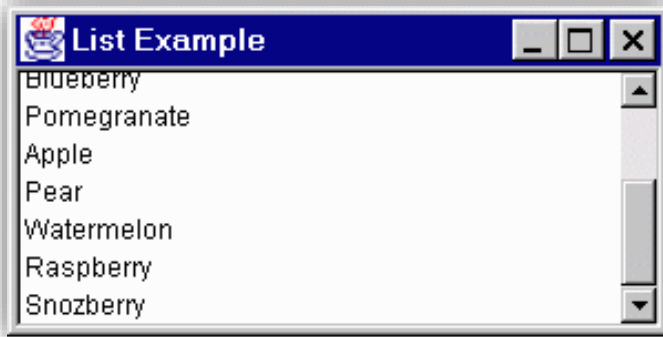 List Example
Blueberry
Pomegranate
Apple
Pear
Watermelon
Raspberry
Snozberry